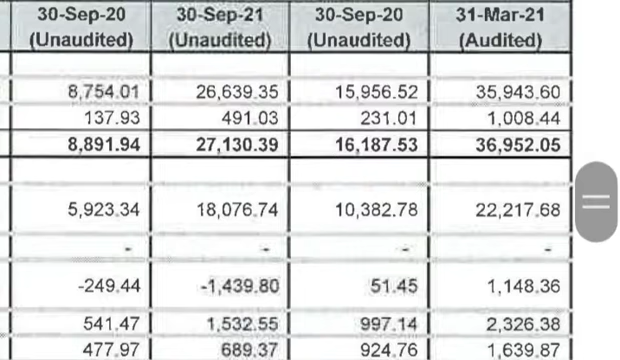 30-Sep-20 30-Sep-21 30-Sep-20 31-Mar-21
(Unaudited) (Unaudited) (Unaudited) (Audited)
8,754.01 26,639.35 15,956.52 35,943.60
137.93 491.03 231.01 1,008.44
8,891.94 27,130.39 16,187.53 36,952.05
5,923.34 18,076.74 10,382.78 22,217.68
- - - -
-249.44 -1,439.80 51.45 1,148.36
541.47 1,532.55 997.14 2,326.38
477.97 689.37 924.76 1,639.87